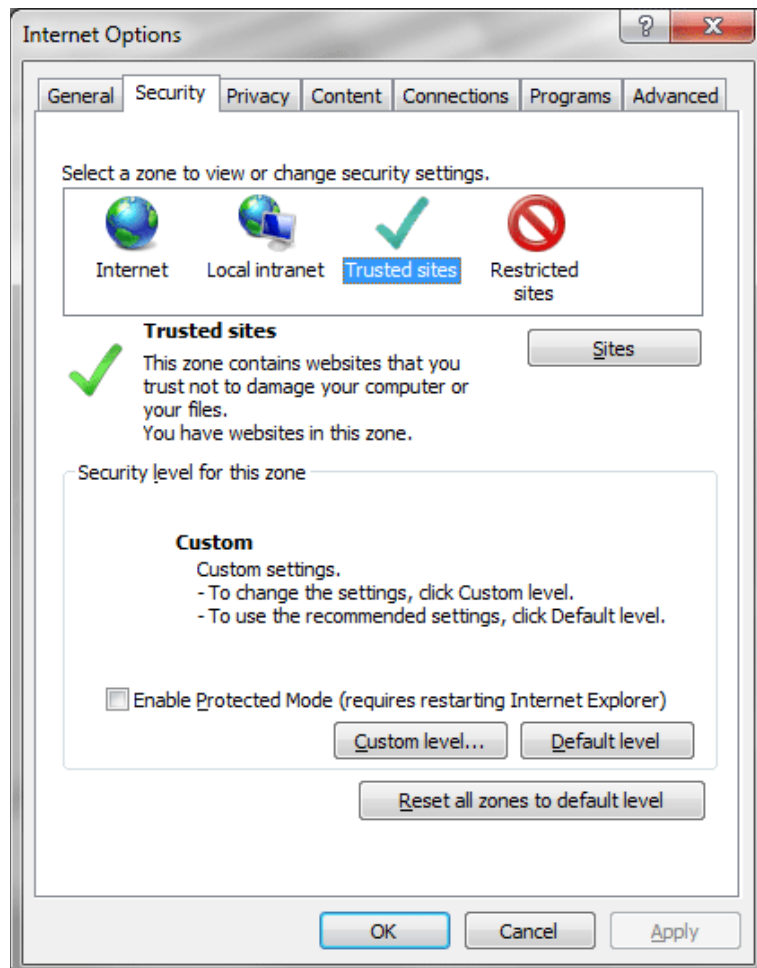 Internet Options
General Security Privacy Content Connections Programs Advanced
Select a zone to view or change security settings.
Internet Local intranet Trusted sites Restricted
sites
Trusted sites
Sites
This zone contains websites that you
trust not to damage your computer or
your files.
You have websites in this zone.
Security level for this zone
Custom
Custom settings.
- To change the settings, click Custom level.
- To use the recommended settings, click Default level.
Enable Protected Mode (requires restarting Internet Explorer)
Custom level... Default level
Reset all zones to default level
OK Cancel Apply